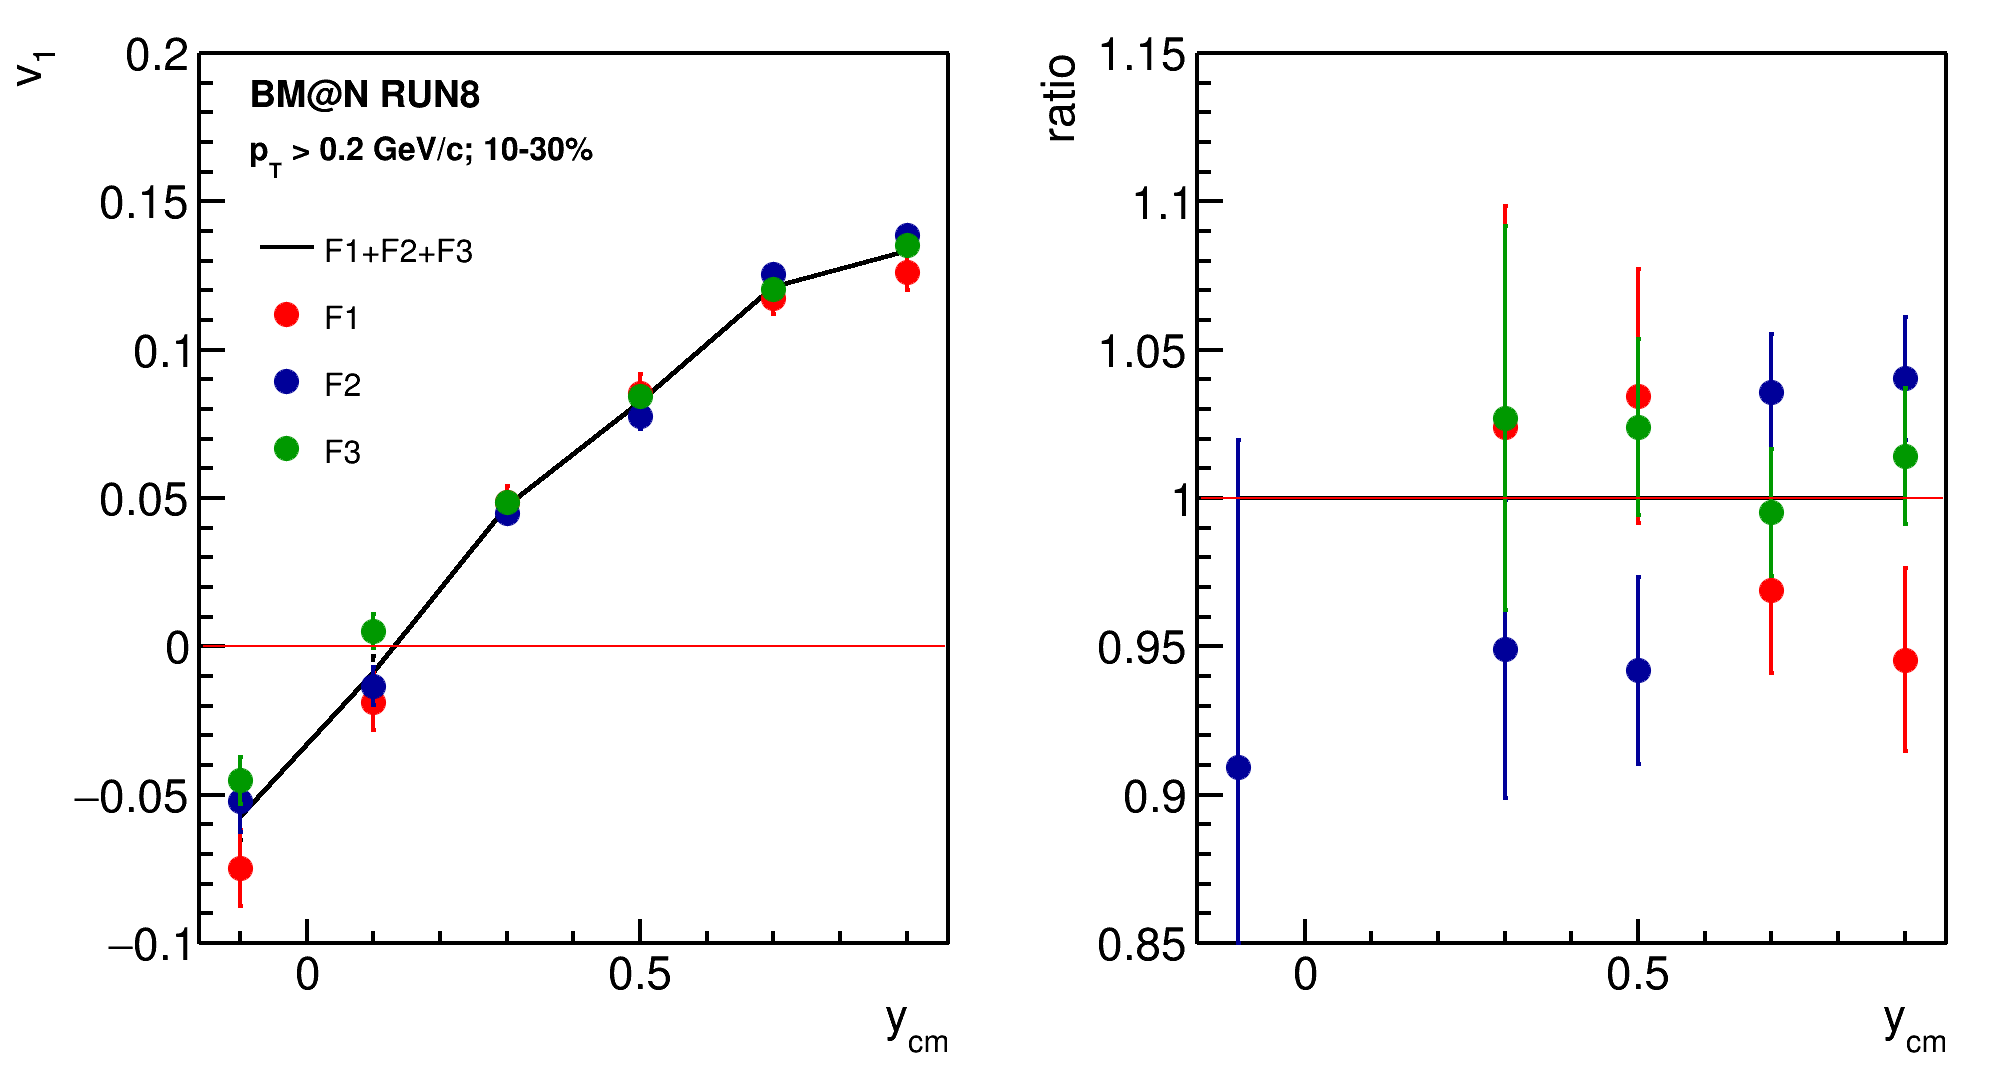 v1
0.2
0.15
0.1
0.05
0
−0.05
−0.1
BM@N RUN8
pT > 0.2 GeV/c; 10-30%
F1+F2+F3
F1
F2
F3
0 0.5
ycm
ratio
1.15
1.1
1.05
1
0.95
0.9
0.85
0 0.5
ycm